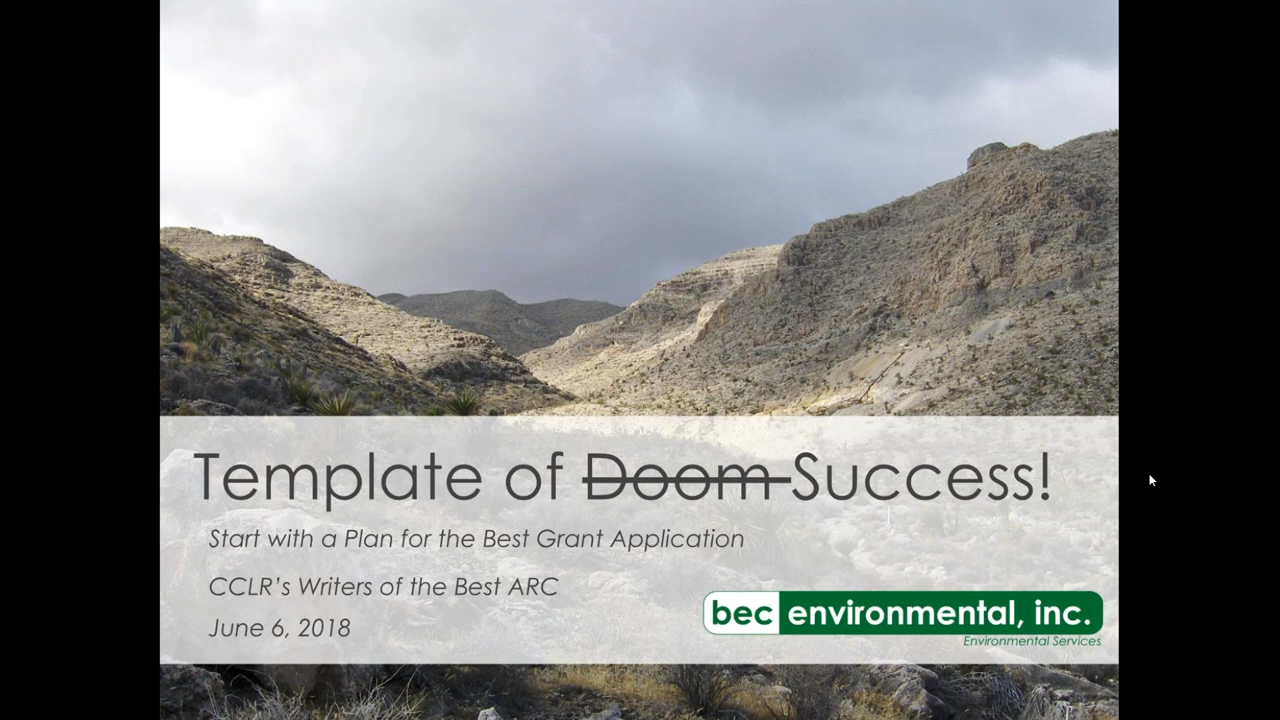 Template of Doom Success!
Start with a Plan for the Best Grant Application
CCLR's Writers of the Best ARC
June 6, 2018
bec environmental, inc.
Environmental Services